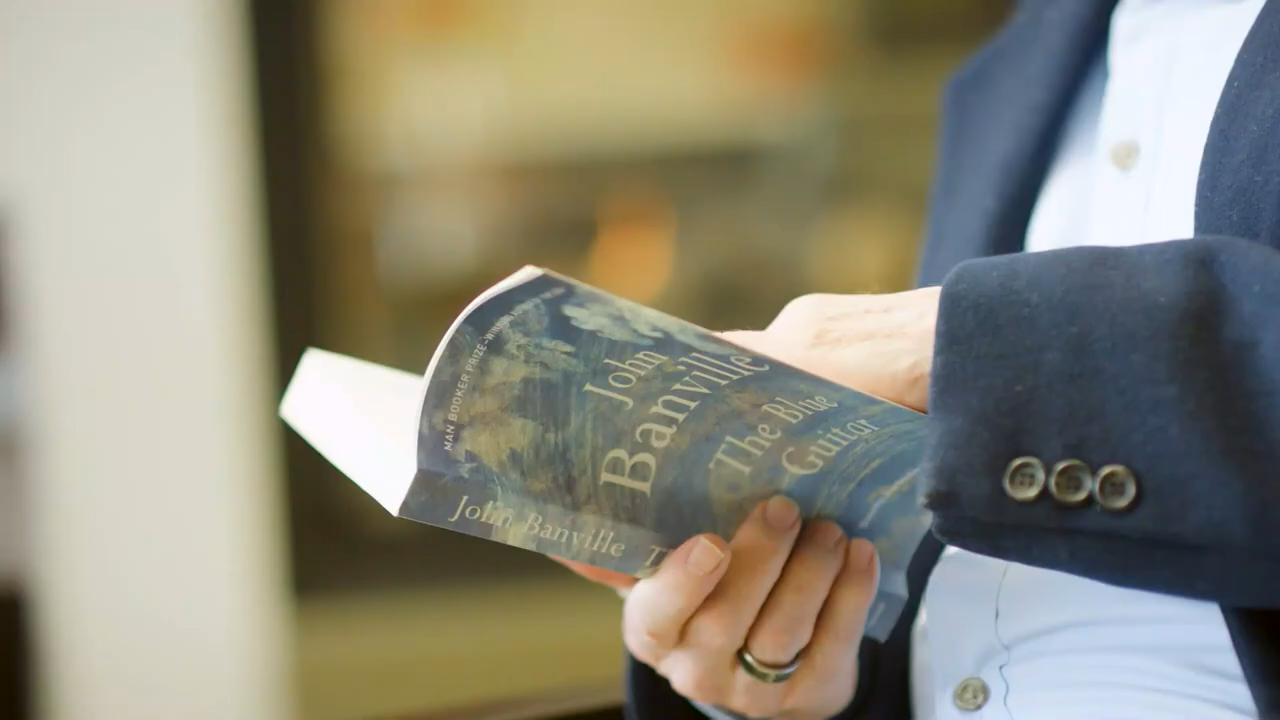 MAN BOOKER PRIZE-WINNING
John
Banville
The Blue
Guitar
John Banville T